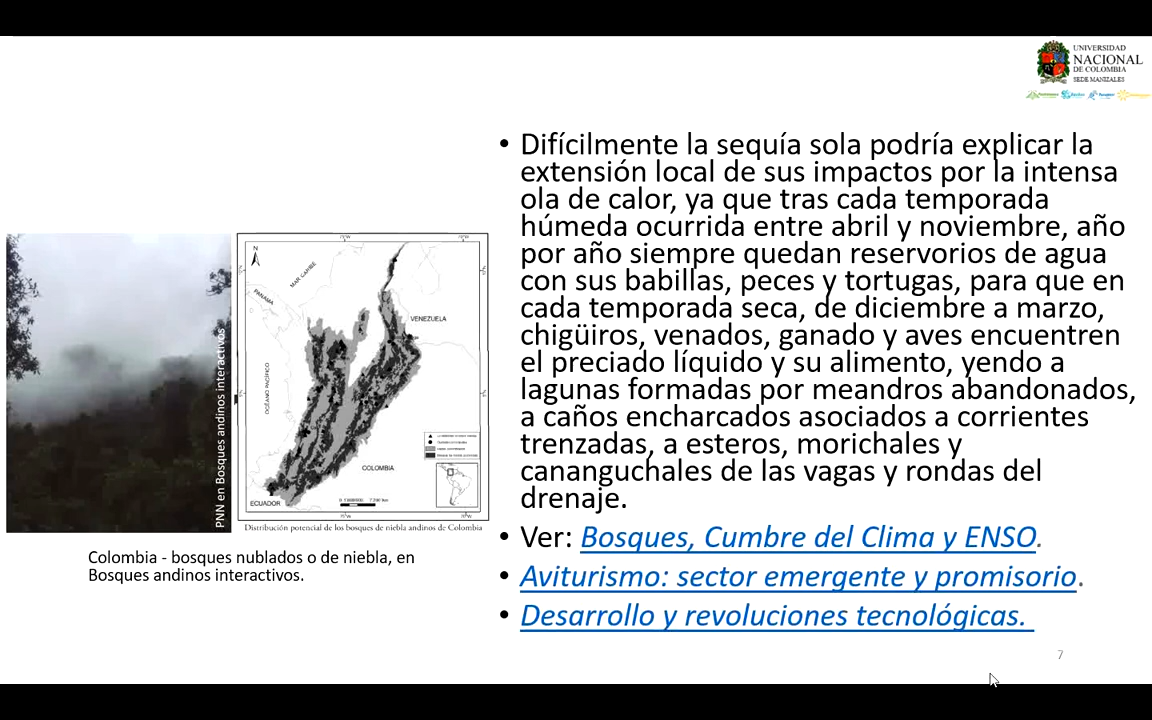 UNIVERSIDAD
NACIONAL
DE COLOMBIA
SEDE MANIZALES
• Difícilmente la sequía sola podría explicar la
extensión local de sus impactos por la intensa
ola de calor, ya que tras cada temporada
húmeda ocurrida entre abril y noviembre, año
por año siempre quedan reservorios de agua
con sus babillas, peces y tortugas, para que en
cada temporada seca, de diciembre a marzo,
chigüiros, venados, ganado y aves encuentren
el preciado líquido y su alimento, yendo a
lagunas formadas por meandros abandonados,
a caños encharcados asociados a corrientes
trenzadas, a esteros, morichales y
cananguchales de las vagas y rondas del
drenaje.
• Ver: Bosques, Cumbre del Clima y ENSO.
• Aviturismo: sector emergente y promisorio.
• Desarrollo y revoluciones tecnológicas.
PNN en Bosques andinos interactivos
N
MAR CARIBE
PANAMA
VENEZUELA
OCEANO PACIFICO
COLOMBIA
ECUADOR
Distribución potencial de los bosques de niebla andinos de Colombia
Colombia - bosques nublados o de niebla, en
Bosques andinos interactivos.
7